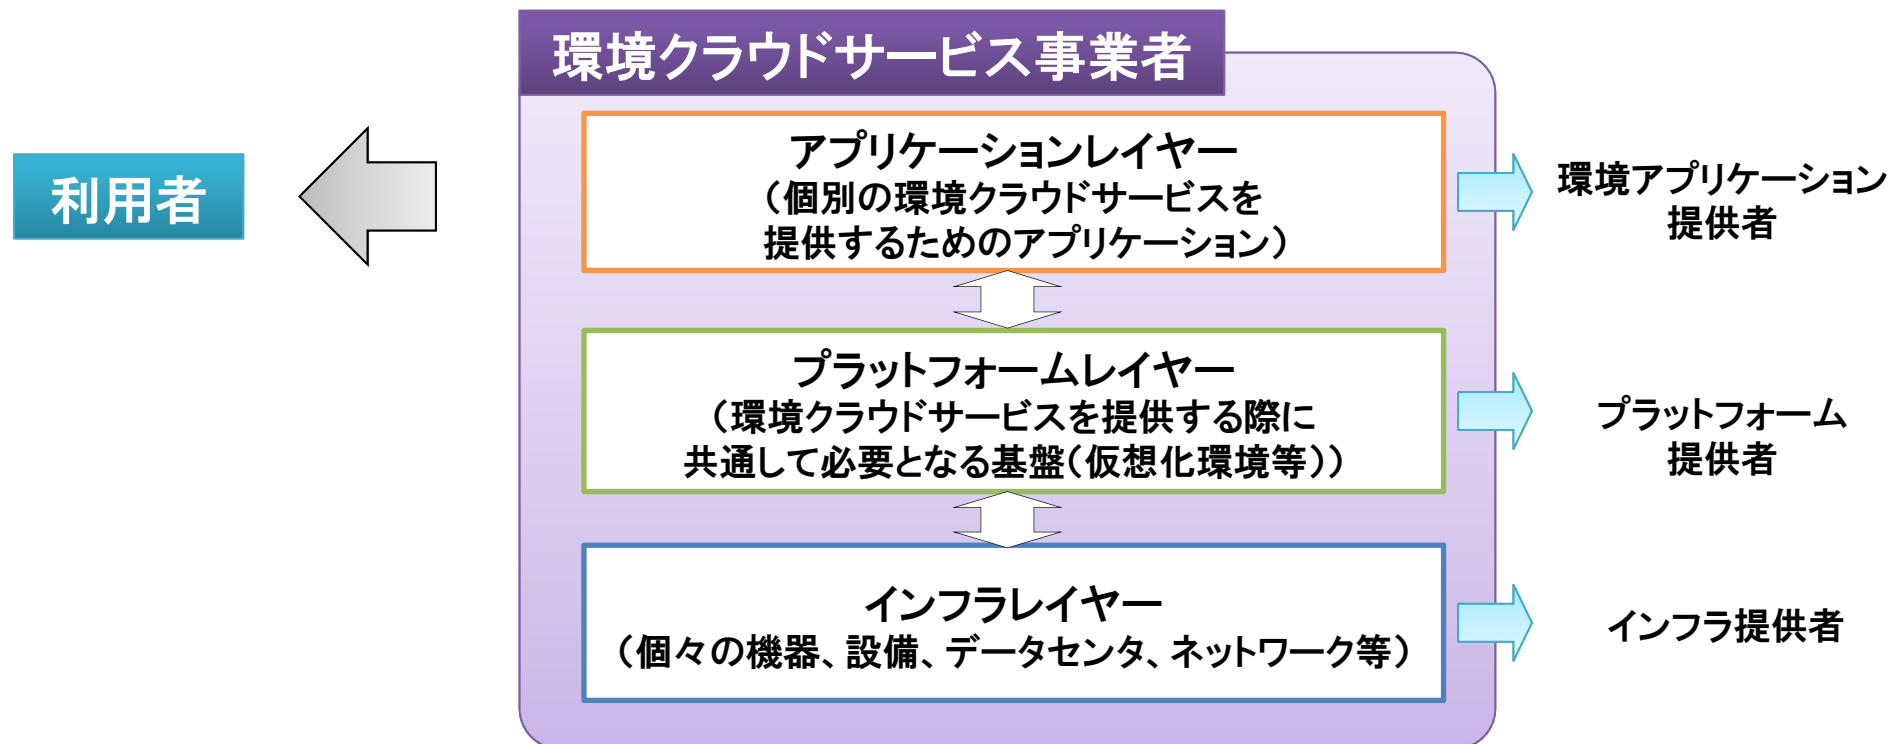 環境クラウドサービス事業者
利用者
アプリケーションレイヤー
（個別の環境クラウドサービスを
提供するためのアプリケーション）
環境アプリケーション
提供者
プラットフォームレイヤー
（環境クラウドサービスを提供する際に
共通して必要となる基盤（仮想化環境等））
プラットフォーム
提供者
インフラレイヤー
（個々の機器、設備、データセンタ、ネットワーク等）
インフラ提供者